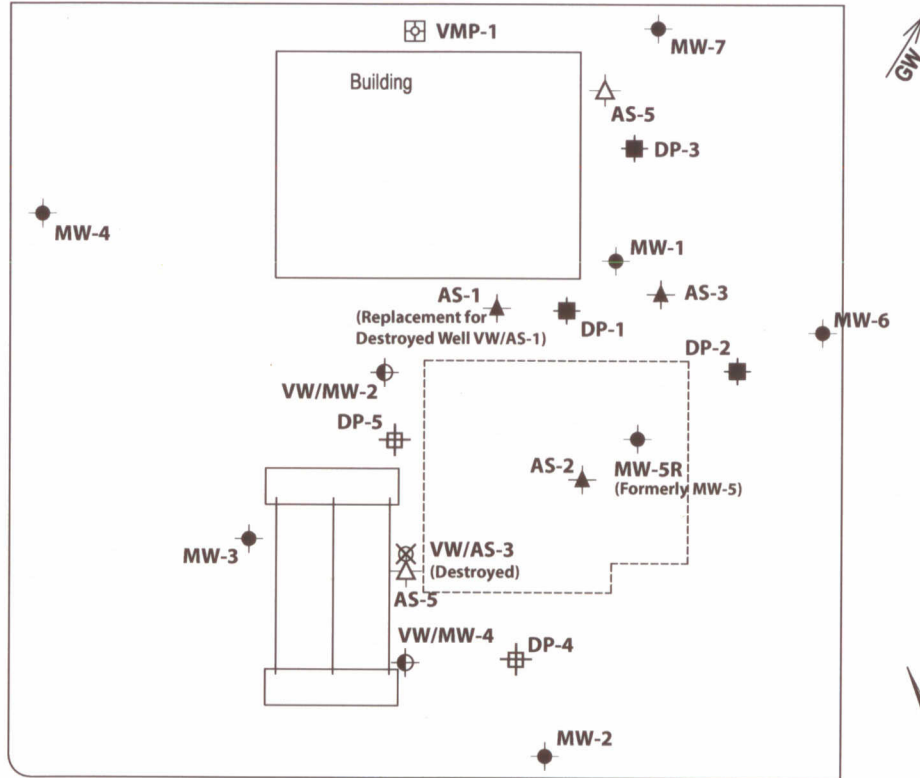 VMP-1
MW-7
GW
Building
AS-5
DP-3
MW-4
MW-1
AS-1
(Replacement for
Destroyed Well VW/AS-1)
AS-3
DP-1
MW-6
DP-2
VW/MW-2
DP-5
AS-2
MW-5R
(Formerly MW-5)
MW-3
VW/AS-3
(Destroyed)
AS-5
VW/MW-4
DP-4
MW-2